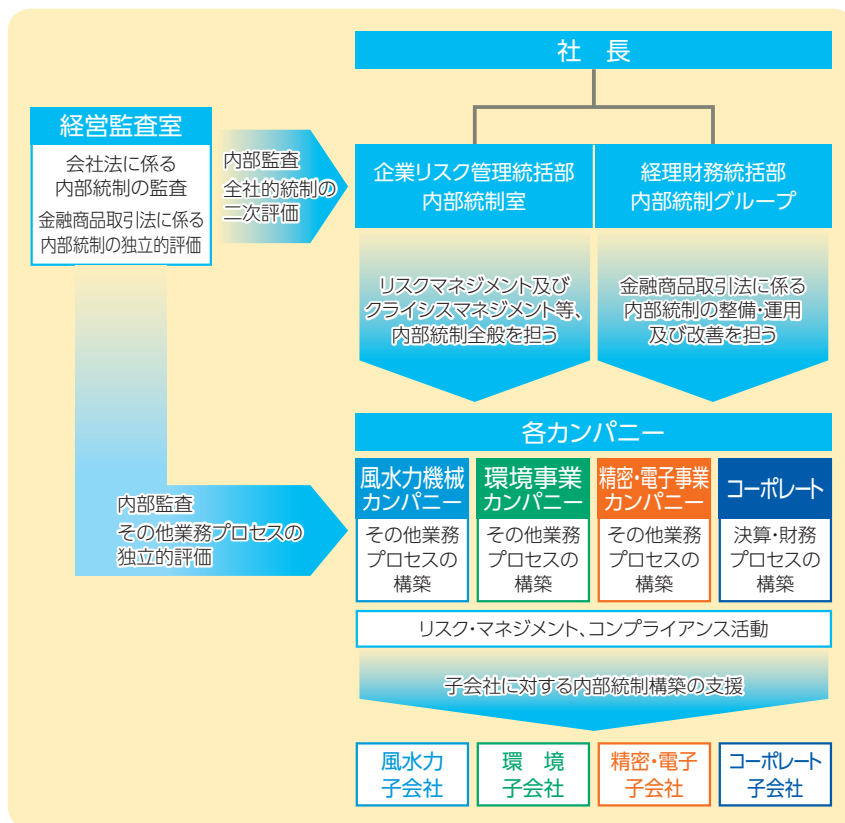 社 長
経営監査室
会社法に係る
内部統制の監査
金融商品取引法に係る
内部統制の独立的評価
内部監査
全社的統制の
二次評価
企業リスク管理統括部
内部統制室
経理財務統括部
内部統制グループ
リスクマネジメント及び
クライシスマネジメント等、
内部統制全般を担う
金融商品取引法に係る
内部統制の整備・運用
及び改善を担う
各カンパニー
内部監査
その他業務プロセスの
独立的評価
風水力機械
カンパニー
その他業務
プロセスの
構築
環境事業
カンパニー
その他業務
プロセスの
構築
精密・電子事業
カンパニー
その他業務
プロセスの
構築
コーポレート
決算・財務
プロセスの
構築
リスク・マネジメント、コンプライアンス活動
子会社に対する内部統制構築の支援
風水力
子会社
環 境
子会社
精密・電子
子会社
コーポレート
子会社